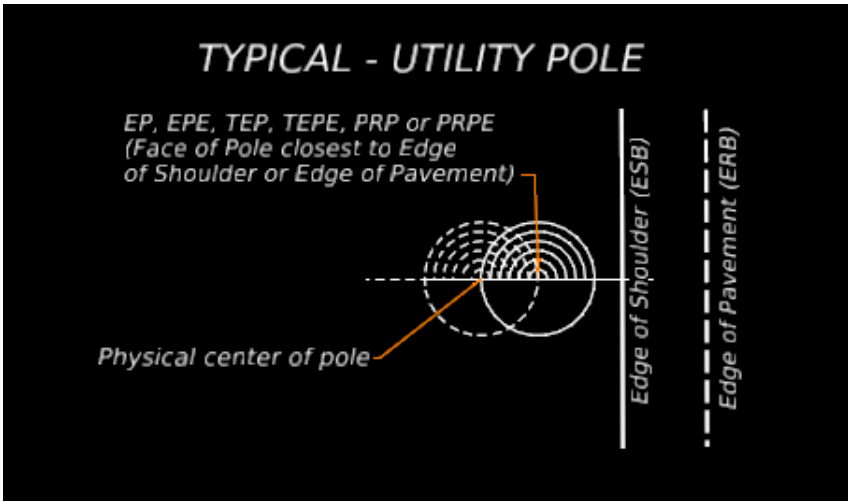 TYPICAL - UTILITY POLE
EP, EPE, TEP, TEPE, PRP or PRPE
(Face of Pole closest to Edge
of Shoulder or Edge of Pavement)
Edge of Shoulder (ESB)
Edge of Pavement (ERB)
Physical center of pole